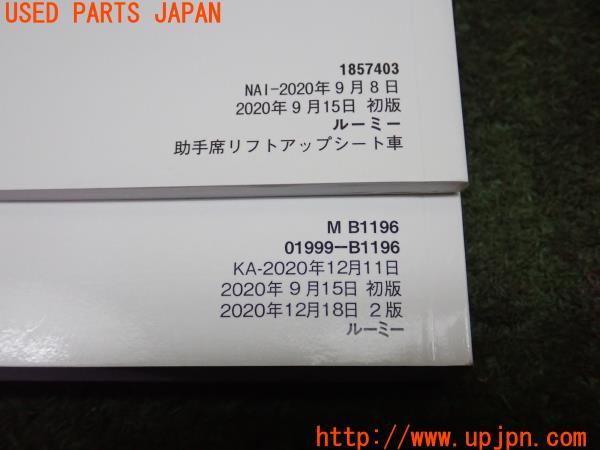 USED PARTS JAPAN
1857403
NAI-2020年9月8日
2020年9月15日 初版
ルーミー
助手席リフトアップシート車
M B1196
01999-B1196
KA-2020年12月11日
2020年9月15日 初版
2020年12月18日 2版
ルーミー
http://www.upjpn.com/